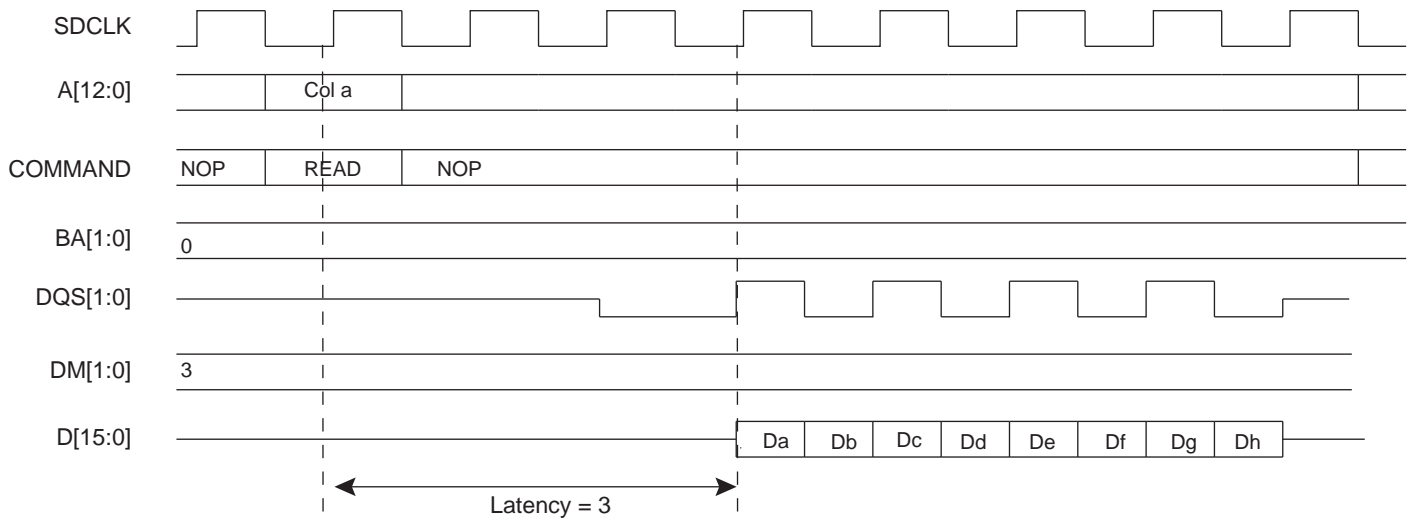 SDCLK
A[12:0] Col a
COMMAND NOP READ NOP
BA[1:0] 0
DQS[1:0]
DM[1:0] 3
D[15:0] Da Db Dc Dd De Df Dg Dh
Latency = 3